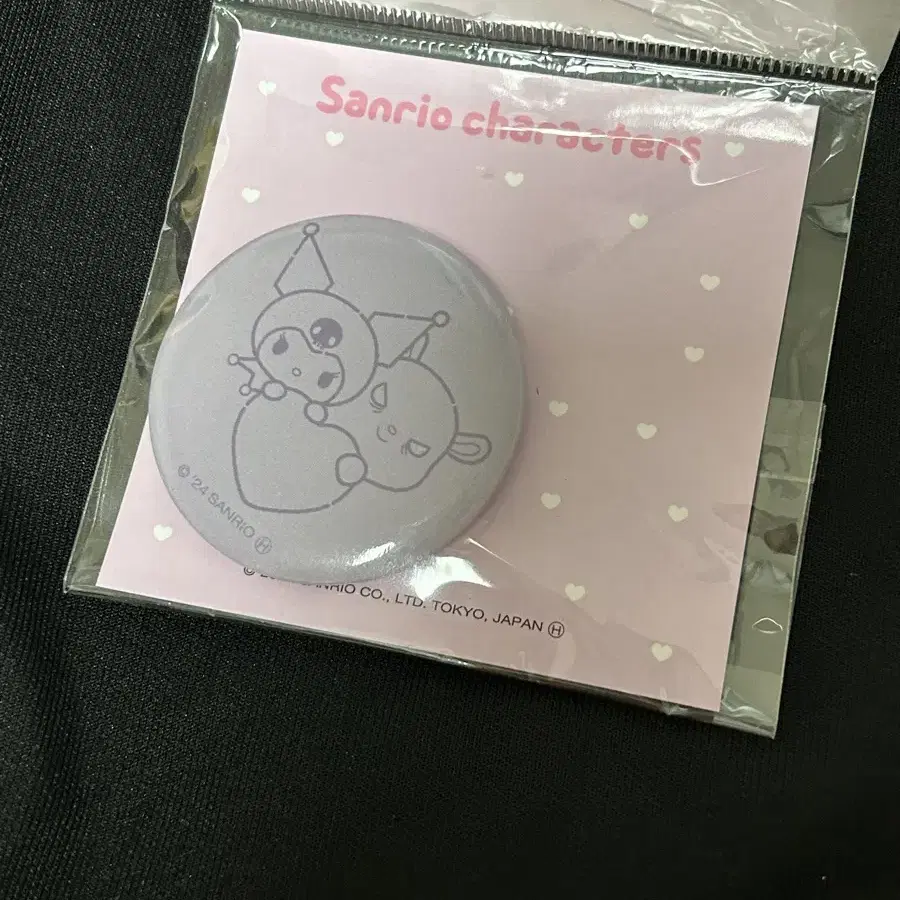 Sanrio characters
© '24 SANRIO Ⓗ
SANRIO CO., LTD. TOKYO, JAPAN Ⓗ